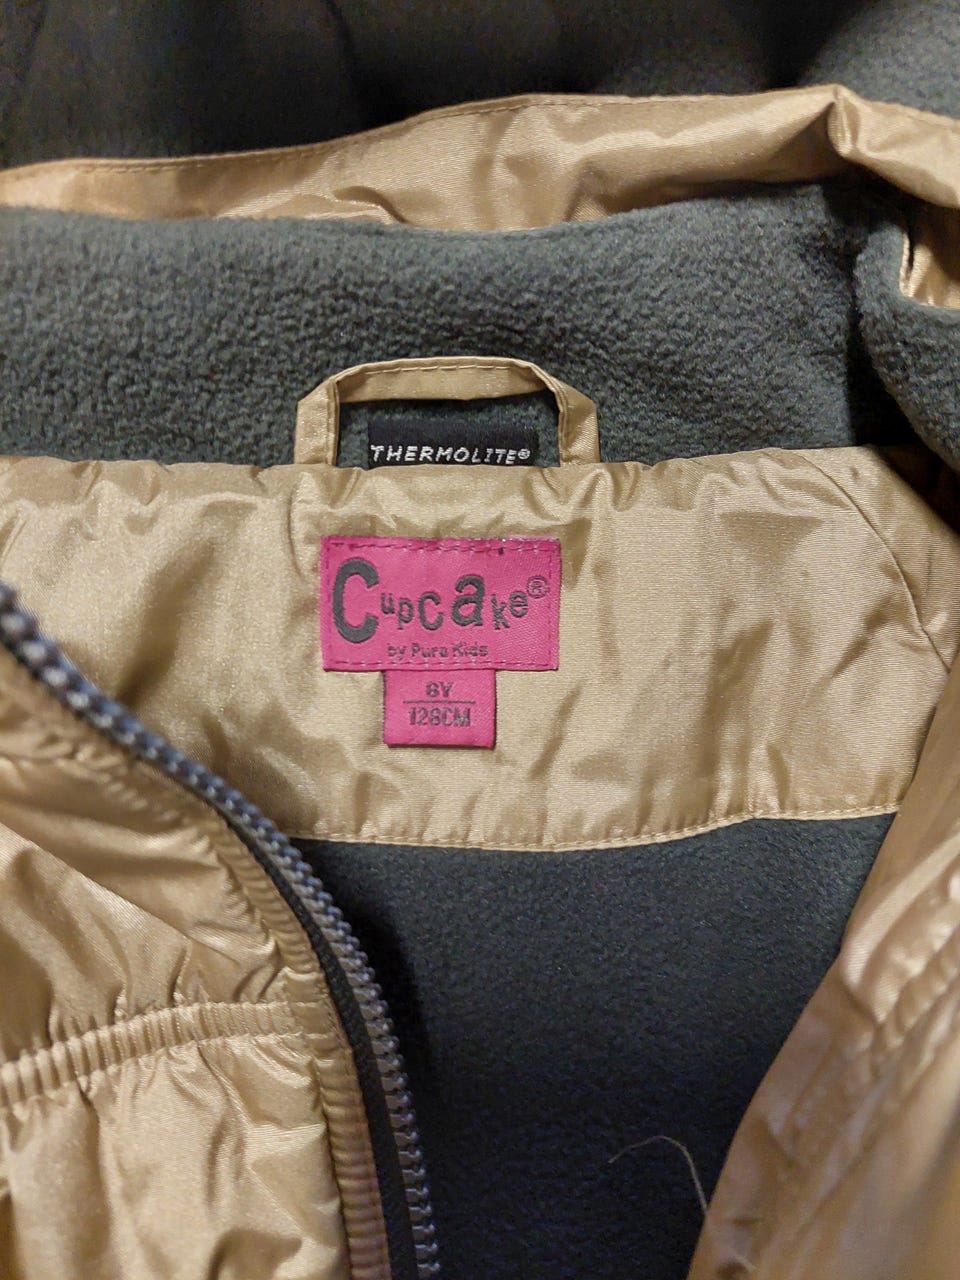 THERMOLITE®
Cupcake®
by Pure Kids
8Y
128CM